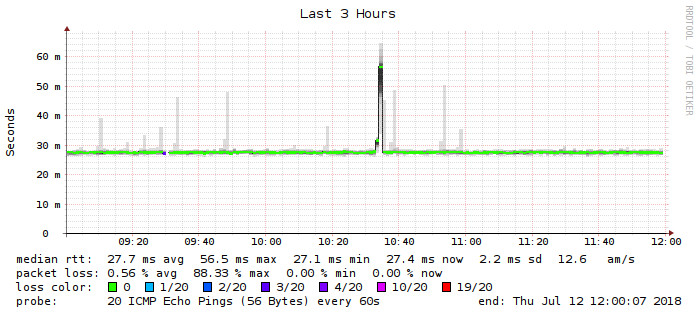 Last 3 Hours
RRDTOOL / TOBI OETIKER
Seconds
60 m
50 m
40 m
30 m
20 m
10 m
0
09:20 09:40 10:00 10:20 10:40 11:00 11:20 11:40 12:00
median rtt: 27.7 ms avg 56.5 ms max 27.1 ms min 27.4 ms now 2.2 ms sd 12.6 am/s
packet loss: 0.56 % avg 88.33 % max 0.00 % min 0.00 % now
loss color: 0 1/20 2/20 3/20 4/20 10/20 19/20
probe: 20 ICMP Echo Pings (56 Bytes) every 60s end: Thu Jul 12 12:00:07 2018